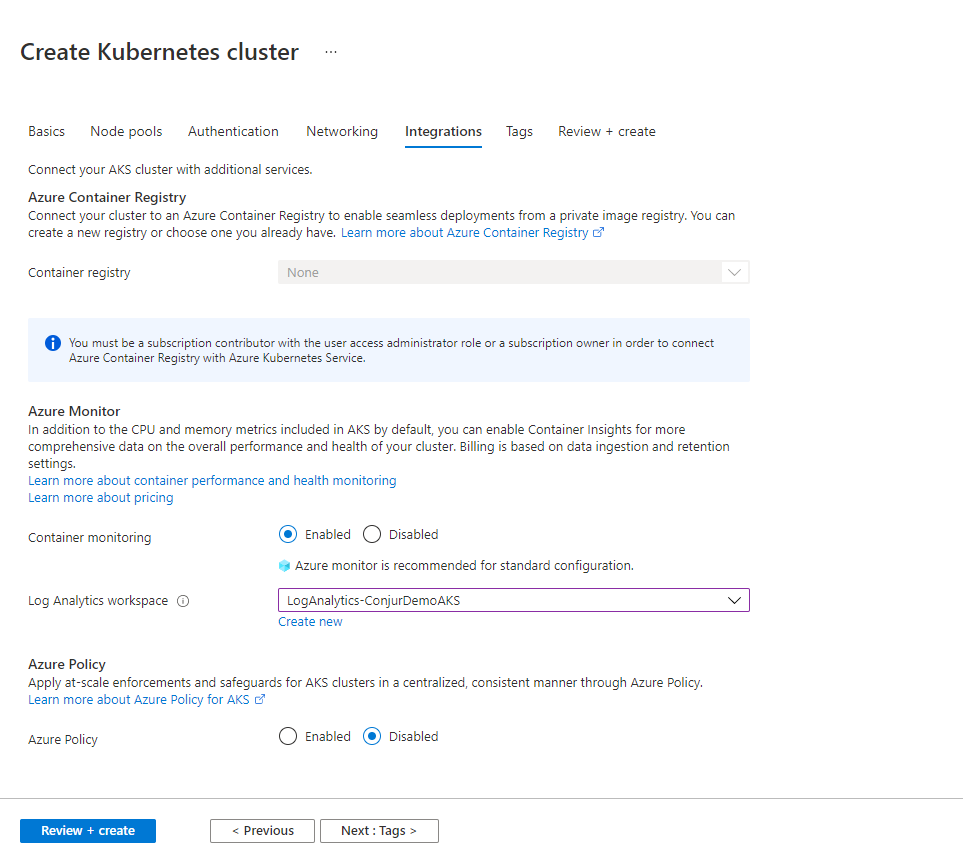 Create Kubernetes cluster ...
Basics Node pools Authentication Networking Integrations Tags Review + create
Connect your AKS cluster with additional services.
Azure Container Registry
Connect your cluster to an Azure Container Registry to enable seamless deployments from a private image registry. You can
create a new registry or choose one you already have. Learn more about Azure Container Registry
Container registry None
You must be a subscription contributor with the user access administrator role or a subscription owner in order to connect
Azure Container Registry with Azure Kubernetes Service.
Azure Monitor
In addition to the CPU and memory metrics included in AKS by default, you can enable Container Insights for more
comprehensive data on the overall performance and health of your cluster. Billing is based on data ingestion and retention
settings.
Learn more about container performance and health monitoring
Learn more about pricing
Container monitoring Enabled Disabled
Azure monitor is recommended for standard configuration.
Log Analytics workspace LogAnalytics-ConjurDemoAKS
Create new
Azure Policy
Apply at-scale enforcements and safeguards for AKS clusters in a centralized, consistent manner through Azure Policy.
Learn more about Azure Policy for AKS
Azure Policy Enabled Disabled
Review + create < Previous Next : Tags >